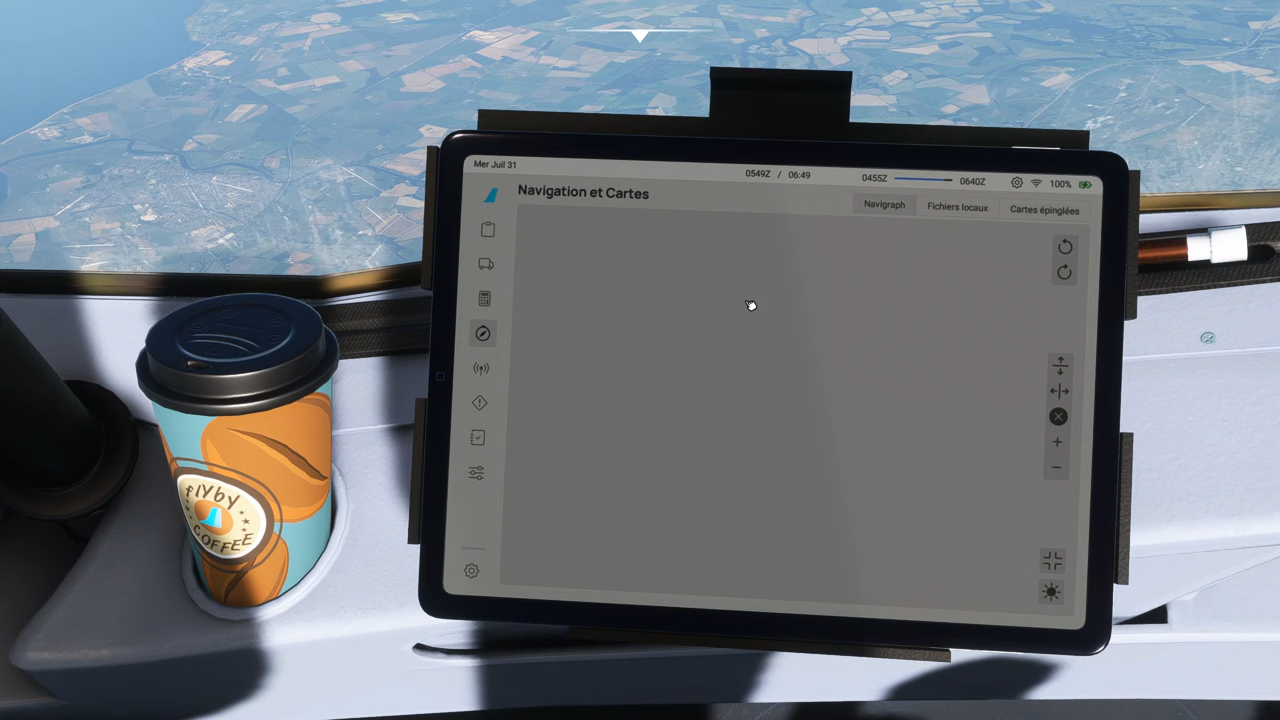 Mer Juil 31
0549Z / 06:49
0455Z
0640Z
100%
Navigation et Cartes
Navigraph
Fichiers locaux
Cartes épinglées
flyby
COFFEE